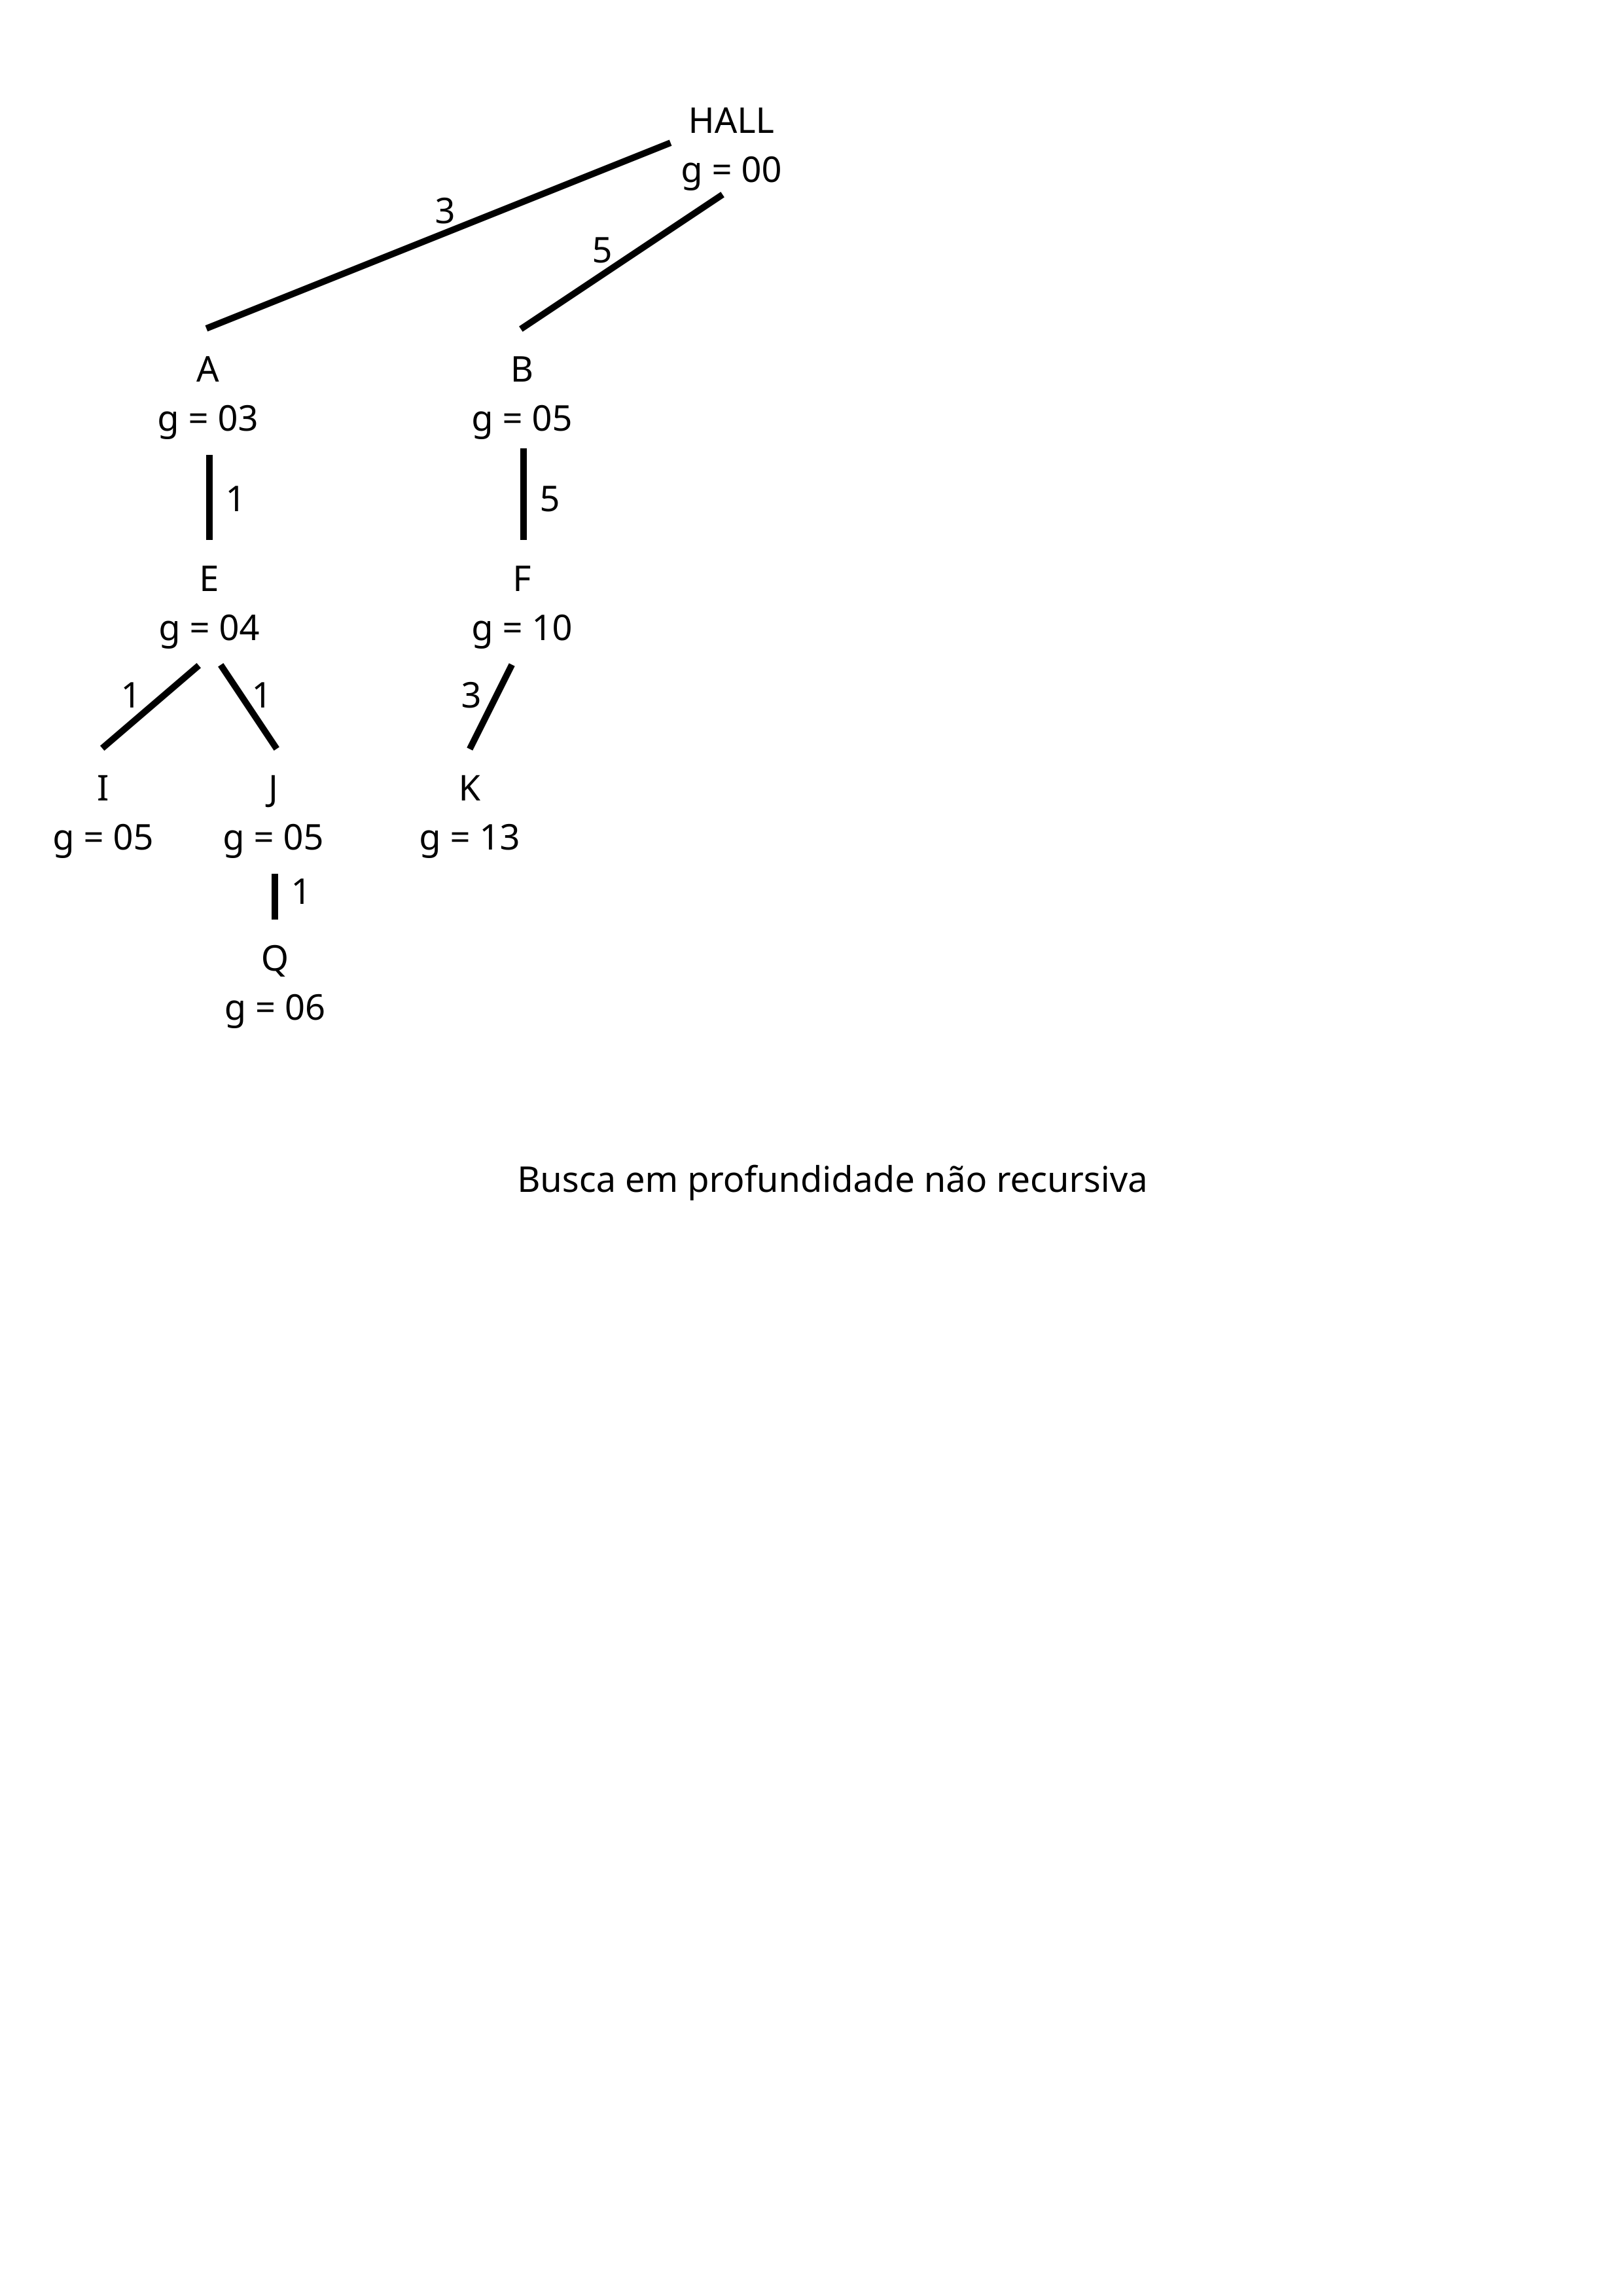 HALL
g = 00
3
5
A
B
g = 03
g = 05
1
5
E
F
g = 04
g = 10
1
1
3
I
J
K
g = 05
g = 05
g = 13
1
Q
g = 06
Busca em profundidade não recursiva